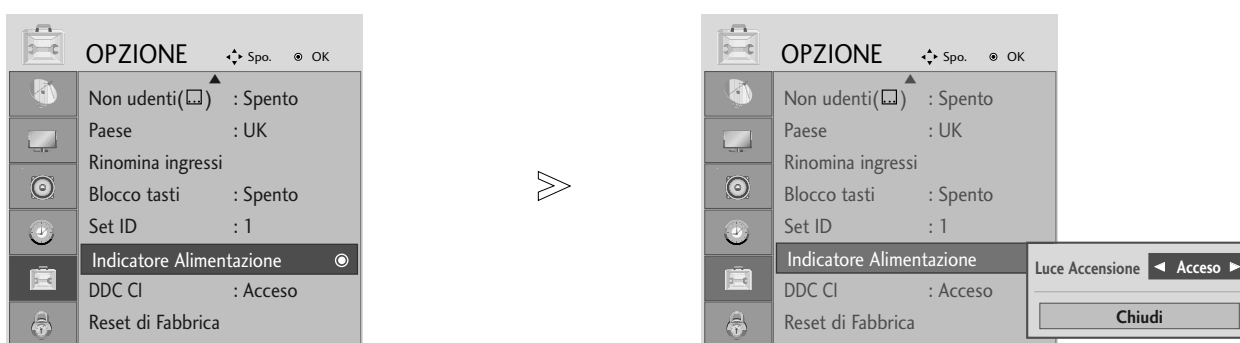 OPZIONE Spo. OK
Non udenti( ) : Spento
Paese : UK
Rinomina ingressi
Blocco tasti : Spento
Set ID : 1
Indicatore Alimentazione
DDC CI : Acceso
Reset di Fabbrica
OPZIONE Spo. OK
Non udenti( ) : Spento
Paese : UK
Rinomina ingressi
Blocco tasti : Spento
Set ID : 1
Indicatore Alimentazione
DDC CI : Acceso
Reset di Fabbrica
Luce Accensione ◄ Acceso ►
Chiudi